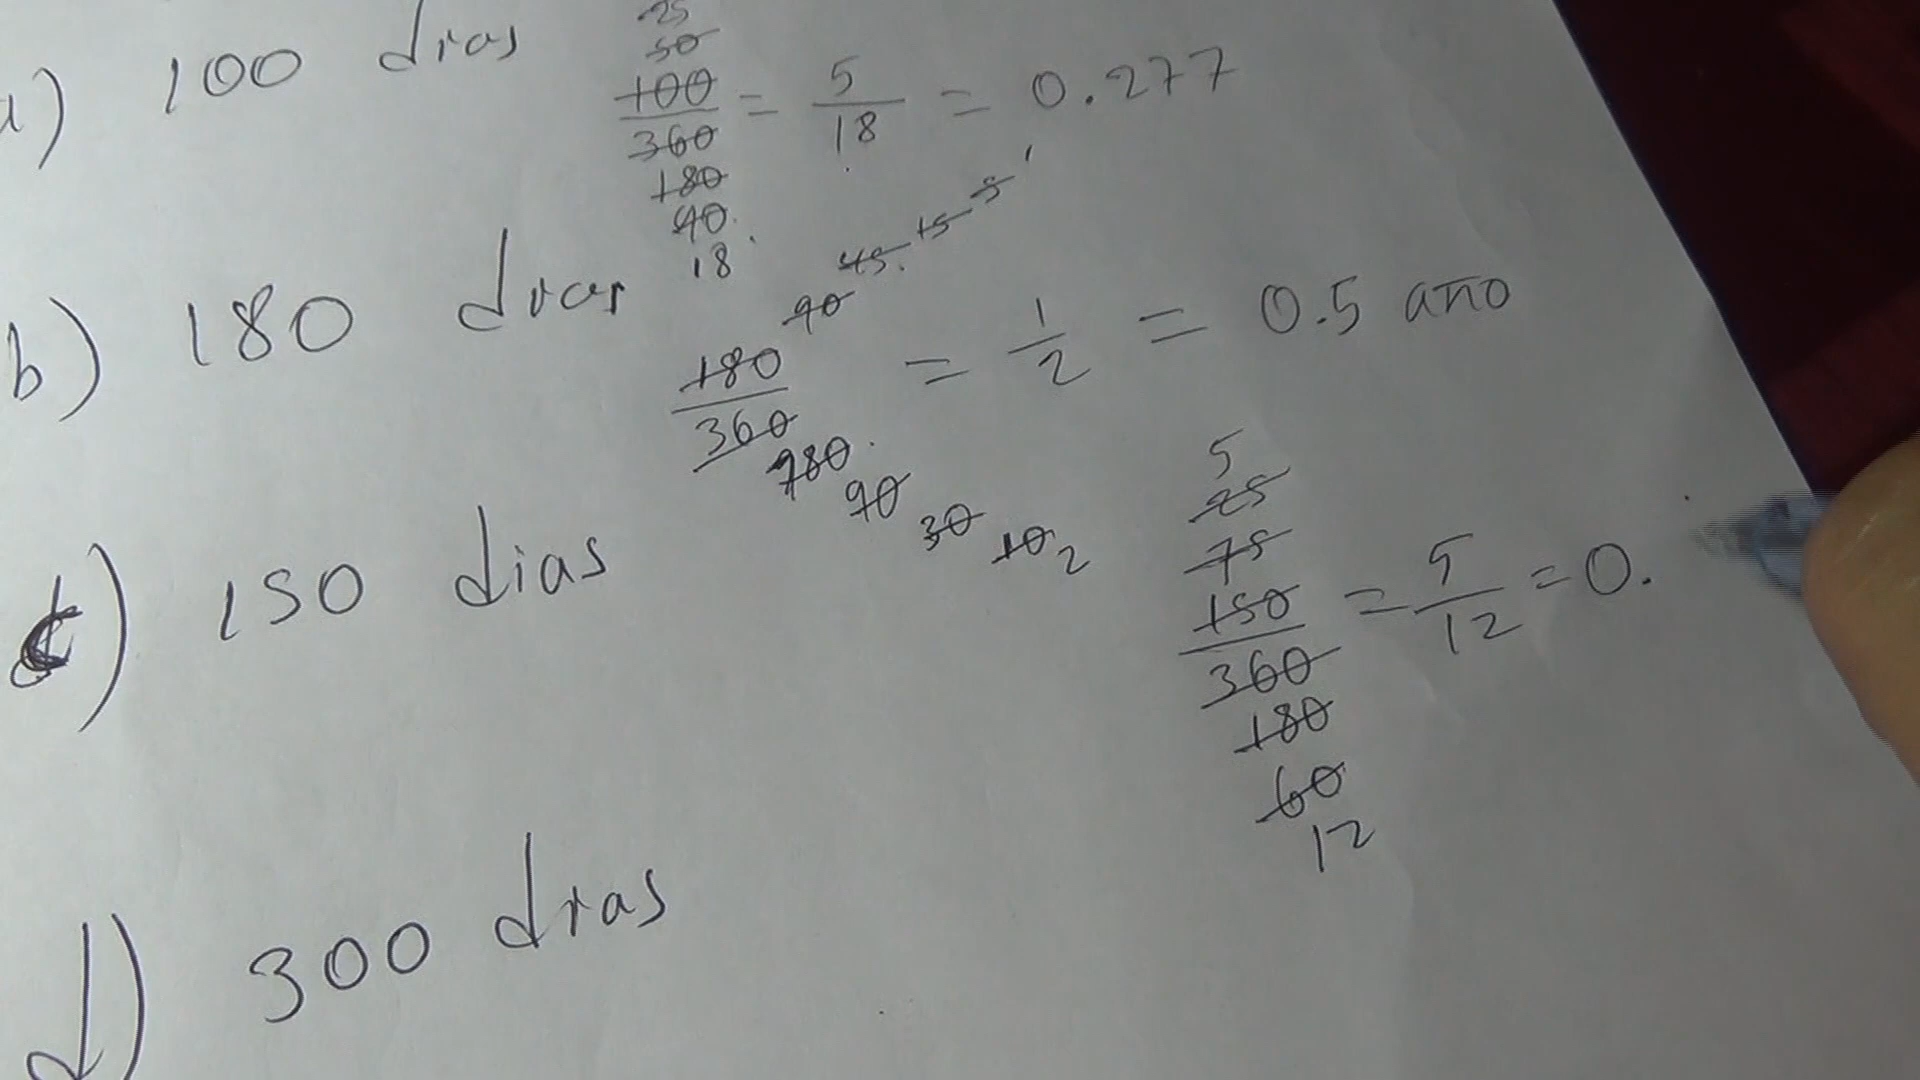 a) 100 dias
25
50
100/360 = 5/18 = 0.277
180
90
18
b) 180 dias
90 45 15 5 1
180/360 = 1/2 = 0.5 año
180 90 30 10 2
c) 150 dias
5
25
75
150/360 = 5/12 = 0.
180
60
12
d) 300 dias